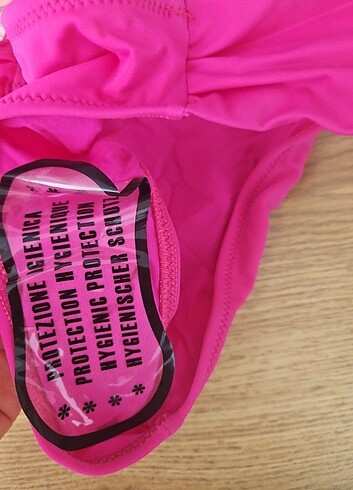 * * * *
PROTEZIONE IGIENICA
PROTECTION HYGIENIQUE
HYGIENIC PROTECTION
HYGIENISCHER SCHUTZ
* * * *